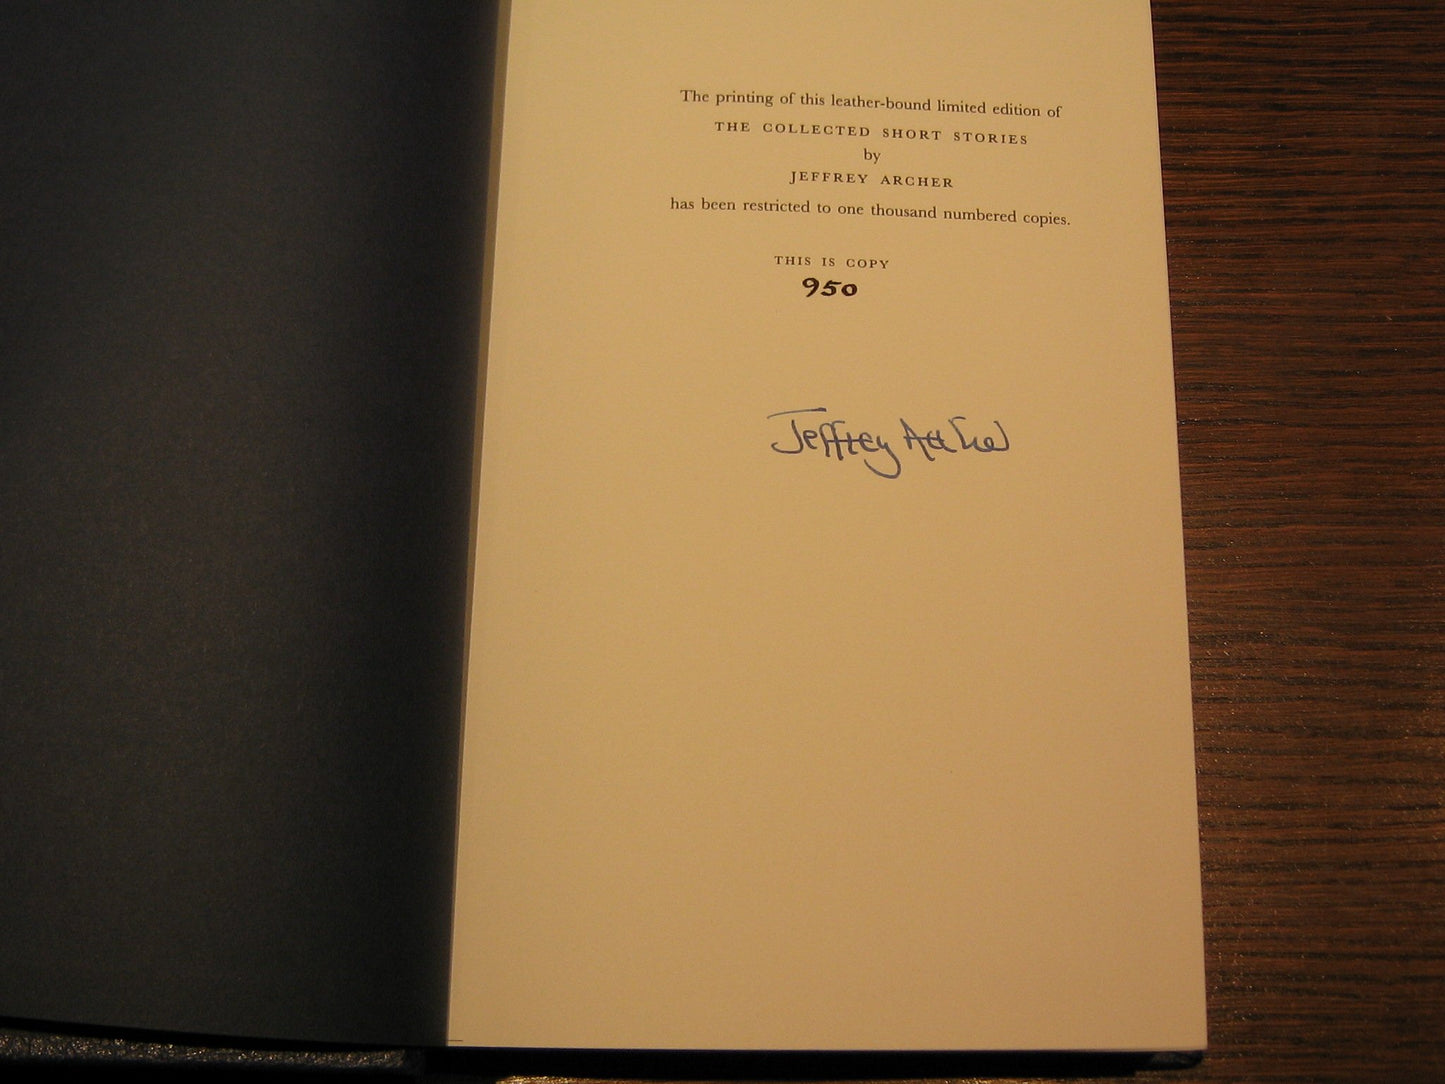 The printing of this leather-bound limited edition of
THE COLLECTED SHORT STORIES
by
JEFFREY ARCHER
has been restricted to one thousand numbered copies.
THIS IS COPY
950
Jeffrey Archer